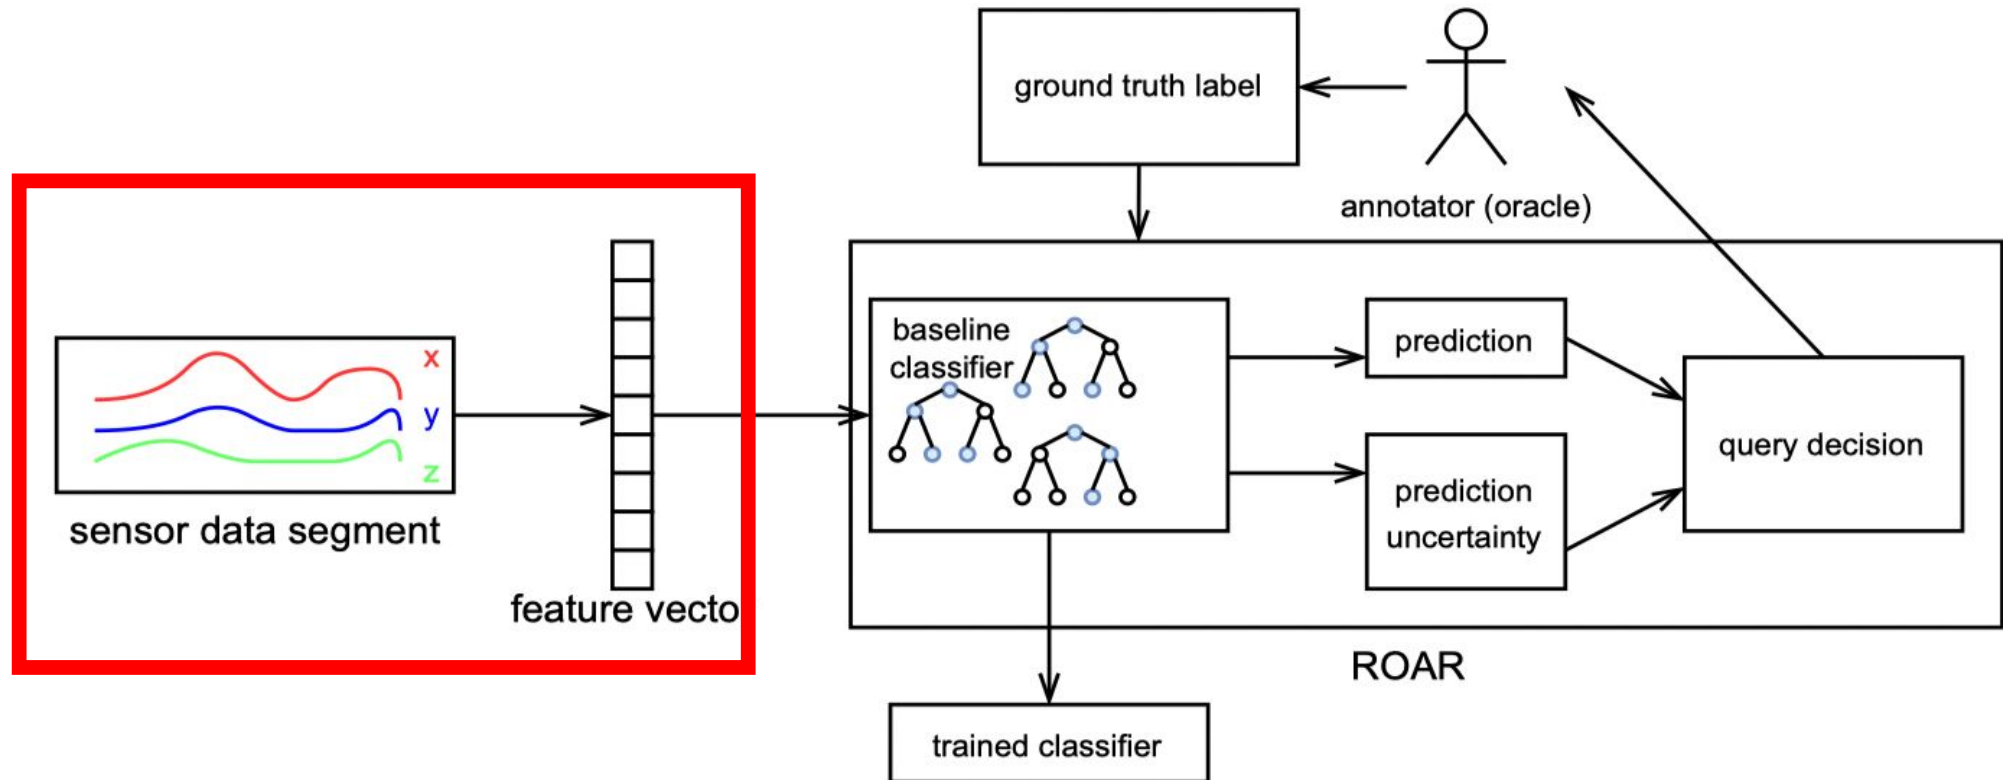 ground truth label
annotator (oracle)
x
y
z
sensor data segment
feature vecto
baseline
classifier
prediction
prediction
uncertainty
query decision
ROAR
trained classifier